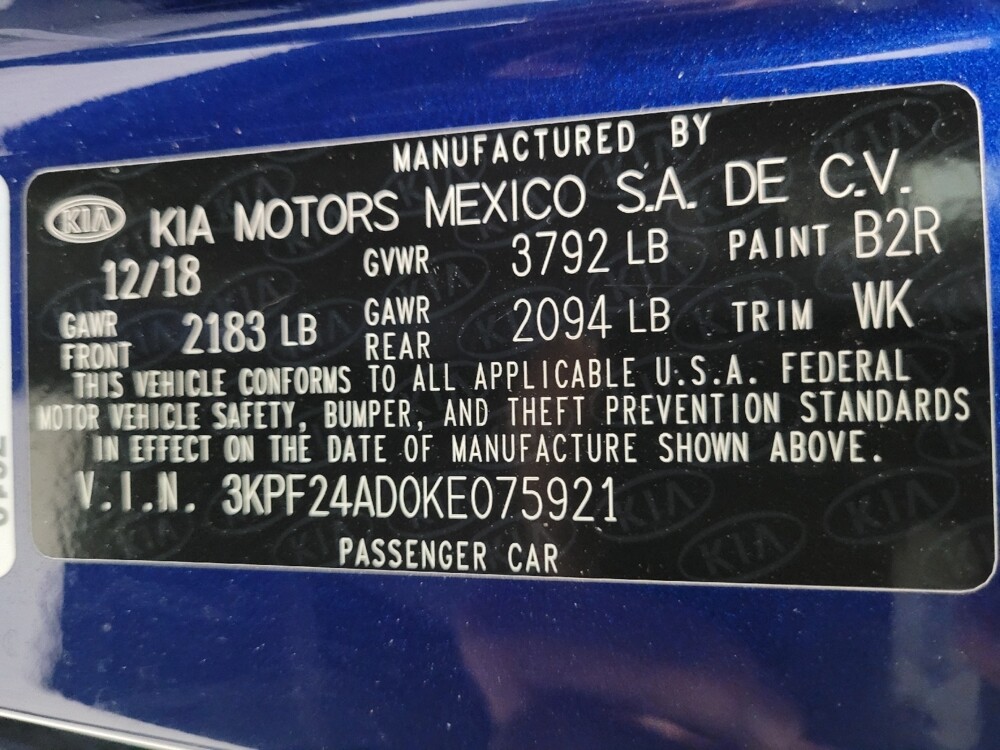 MANUFACTURED BY
KIA KIA MOTORS MEXICO S.A. DE C.V.
12/18 GVWR 3792 LB PAINT B2R
GAWR FRONT 2183 LB GAWR REAR 2094 LB TRIM WK
THIS VEHICLE CONFORMS TO ALL APPLICABLE U.S.A. FEDERAL
MOTOR VEHICLE SAFETY, BUMPER, AND THEFT PREVENTION STANDARDS
IN EFFECT ON THE DATE OF MANUFACTURE SHOWN ABOVE.
V.I.N. 3KPF24AD0KE075921
PASSENGER CAR